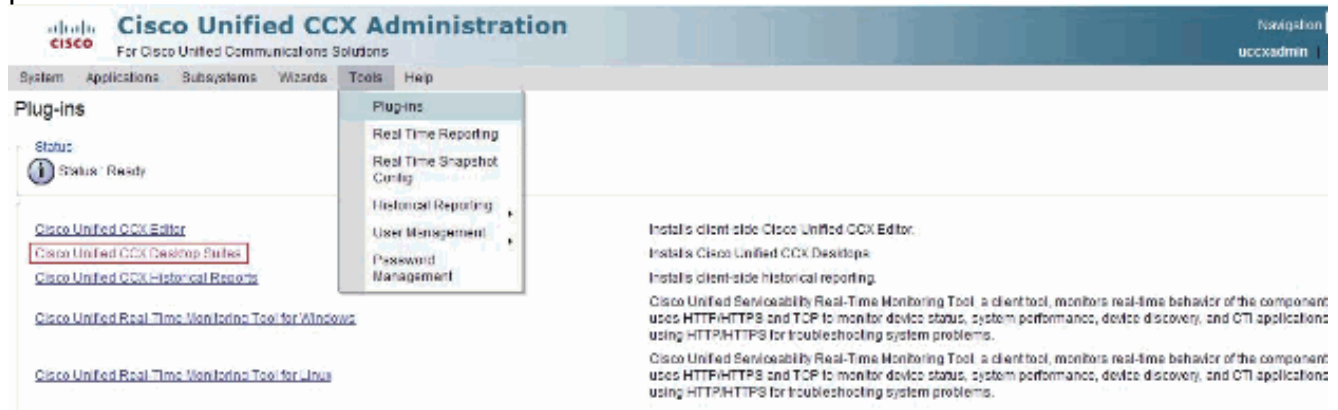 cisco
Cisco Unified CCX Administration
For Cisco Unified Communications Solutions
Navigation
uccxadmin
System Applications Subsystems Wizards Tools Help
Plug-ins
Plug-ins
Real Time Reporting
Real Time Snapshot
Config
Historical Reporting
User Management
Password
Management
Status
Status : Ready
Cisco Unified CCX Editor
Installs client-side Cisco Unified CCX Editor.
Cisco Unified CCX Desktop Suites
Installs Cisco Unified CCX Desktops
Cisco Unified CCX Historical Reports
Installs client-side historical reporting.
Cisco Unified Real-Time Monitoring Tool for Windows
Cisco Unified Serviceability Real-Time Monitoring Tool, a client tool, monitors real-time behavior of the component
uses HTTP/HTTPS and TCP to monitor device status, system performance, device discovery, and CTI applications
using HTTP/HTTPS for troubleshooting system problems.
Cisco Unified Real-Time Monitoring Tool for Linux
Cisco Unified Serviceability Real-Time Monitoring Tool, a client tool, monitors real-time behavior of the component
uses HTTP/HTTPS and TCP to monitor device status, system performance, device discovery, and CTI applications
using HTTP/HTTPS for troubleshooting system problems.